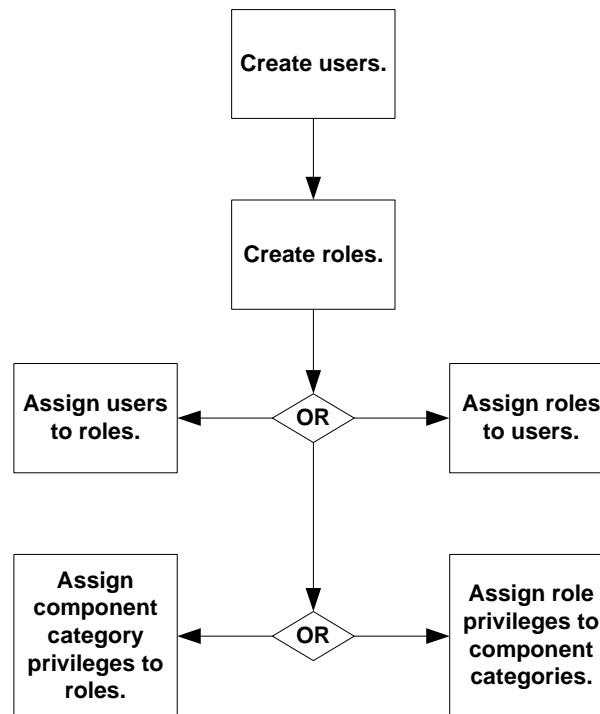 Create users.
Create roles.
Assign users
to roles.
OR
Assign roles
to users.
Assign
component
category
privileges to
roles.
OR
Assign role
privileges to
component
categories.